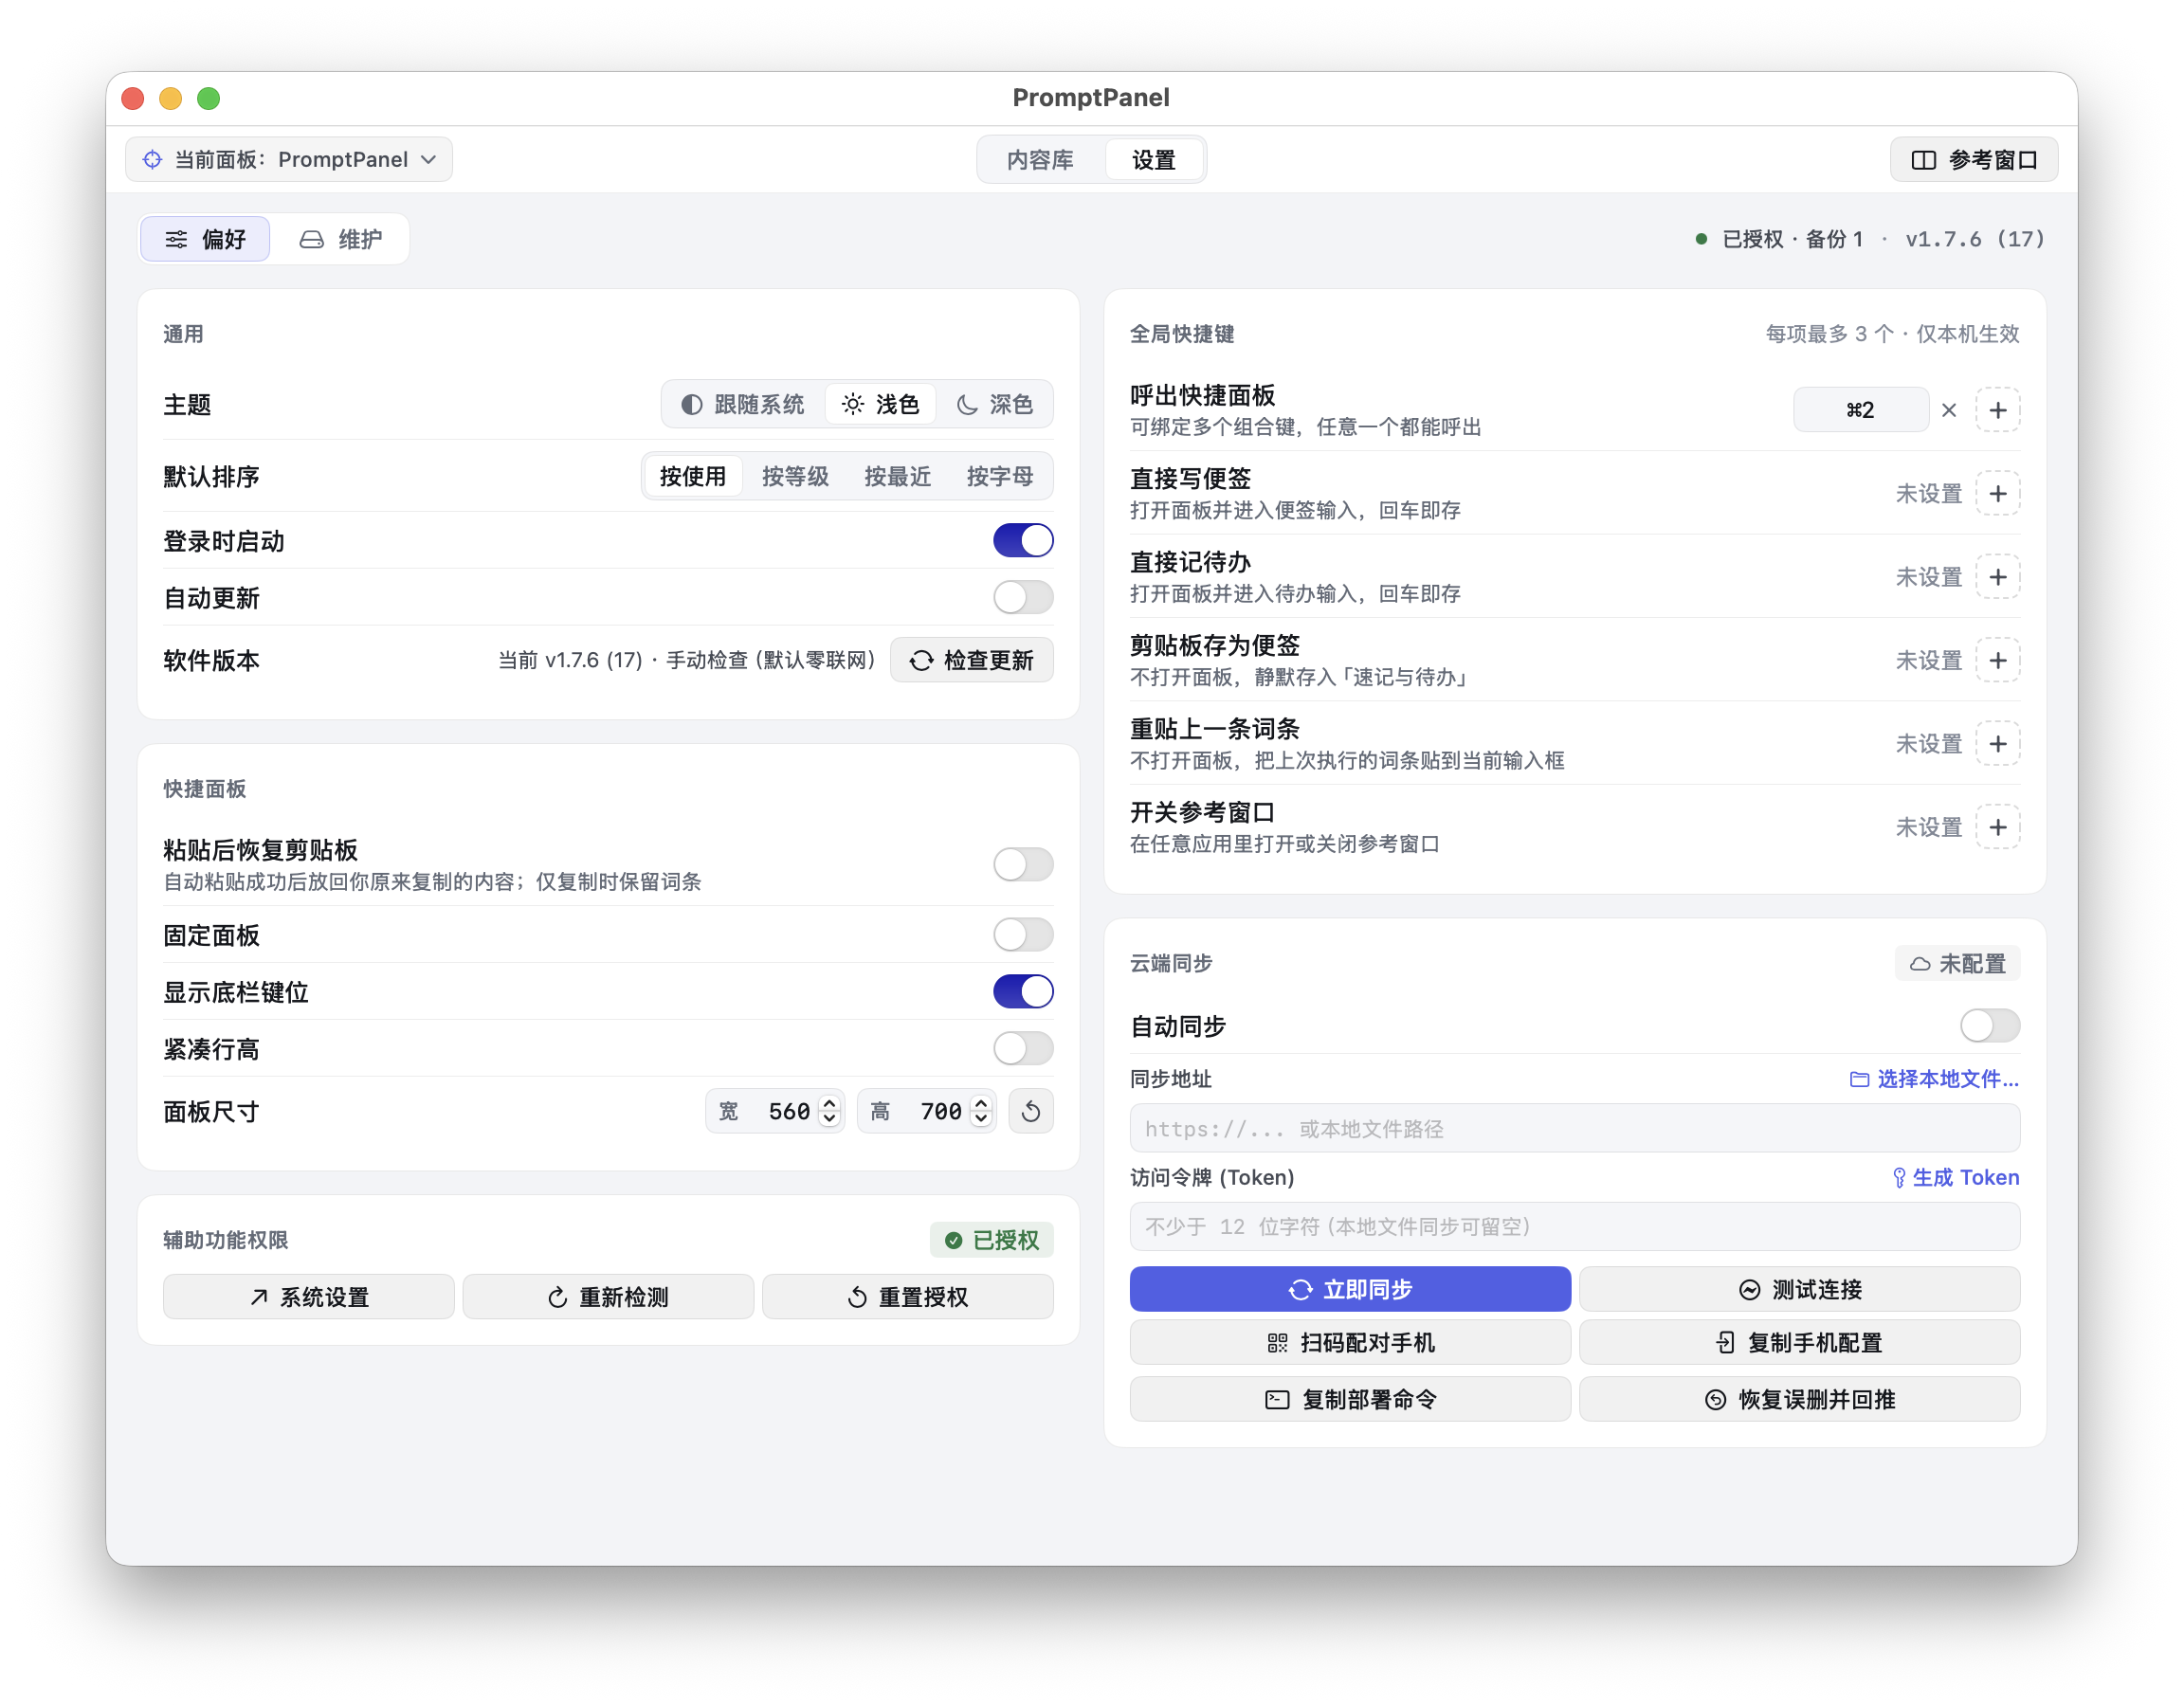 PromptPanel
当前面板：PromptPanel
内容库 设置
参考窗口
偏好 维护
已授权 · 备份 1 · v1.7.6 (17)
通用
主题
跟随系统 浅色 深色
默认排序
按使用 按等级 按最近 按字母
登录时启动
自动更新
软件版本
当前 v1.7.6 (17) · 手动检查（默认零联网）
检查更新
快捷面板
粘贴后恢复剪贴板
自动粘贴成功后放回你原来复制的内容；仅复制时保留词条
固定面板
显示底栏键位
紧凑行高
面板尺寸
宽 560 高 700
辅助功能权限
已授权
系统设置 重新检测 重置授权
全局快捷键
每项最多 3 个 · 仅本机生效
呼出快捷面板
可绑定多个组合键，任意一个都能呼出
⌘2
直接写便签
打开面板并进入便签输入，回车即存
未设置
直接记待办
打开面板并进入待办输入，回车即存
未设置
剪贴板存为便签
不打开面板，静默存入「速记与待办」
未设置
重贴上一条词条
不打开面板，把上次执行的词条贴到当前输入框
未设置
开关参考窗口
在任意应用里打开或关闭参考窗口
未设置
云端同步
未配置
自动同步
同步地址
选择本地文件...
https://... 或本地文件路径
访问令牌 (Token)
生成 Token
不少于 12 位字符（本地文件同步可留空）
立即同步 测试连接
扫码配对手机 复制手机配置
复制部署命令 恢复误删并回推